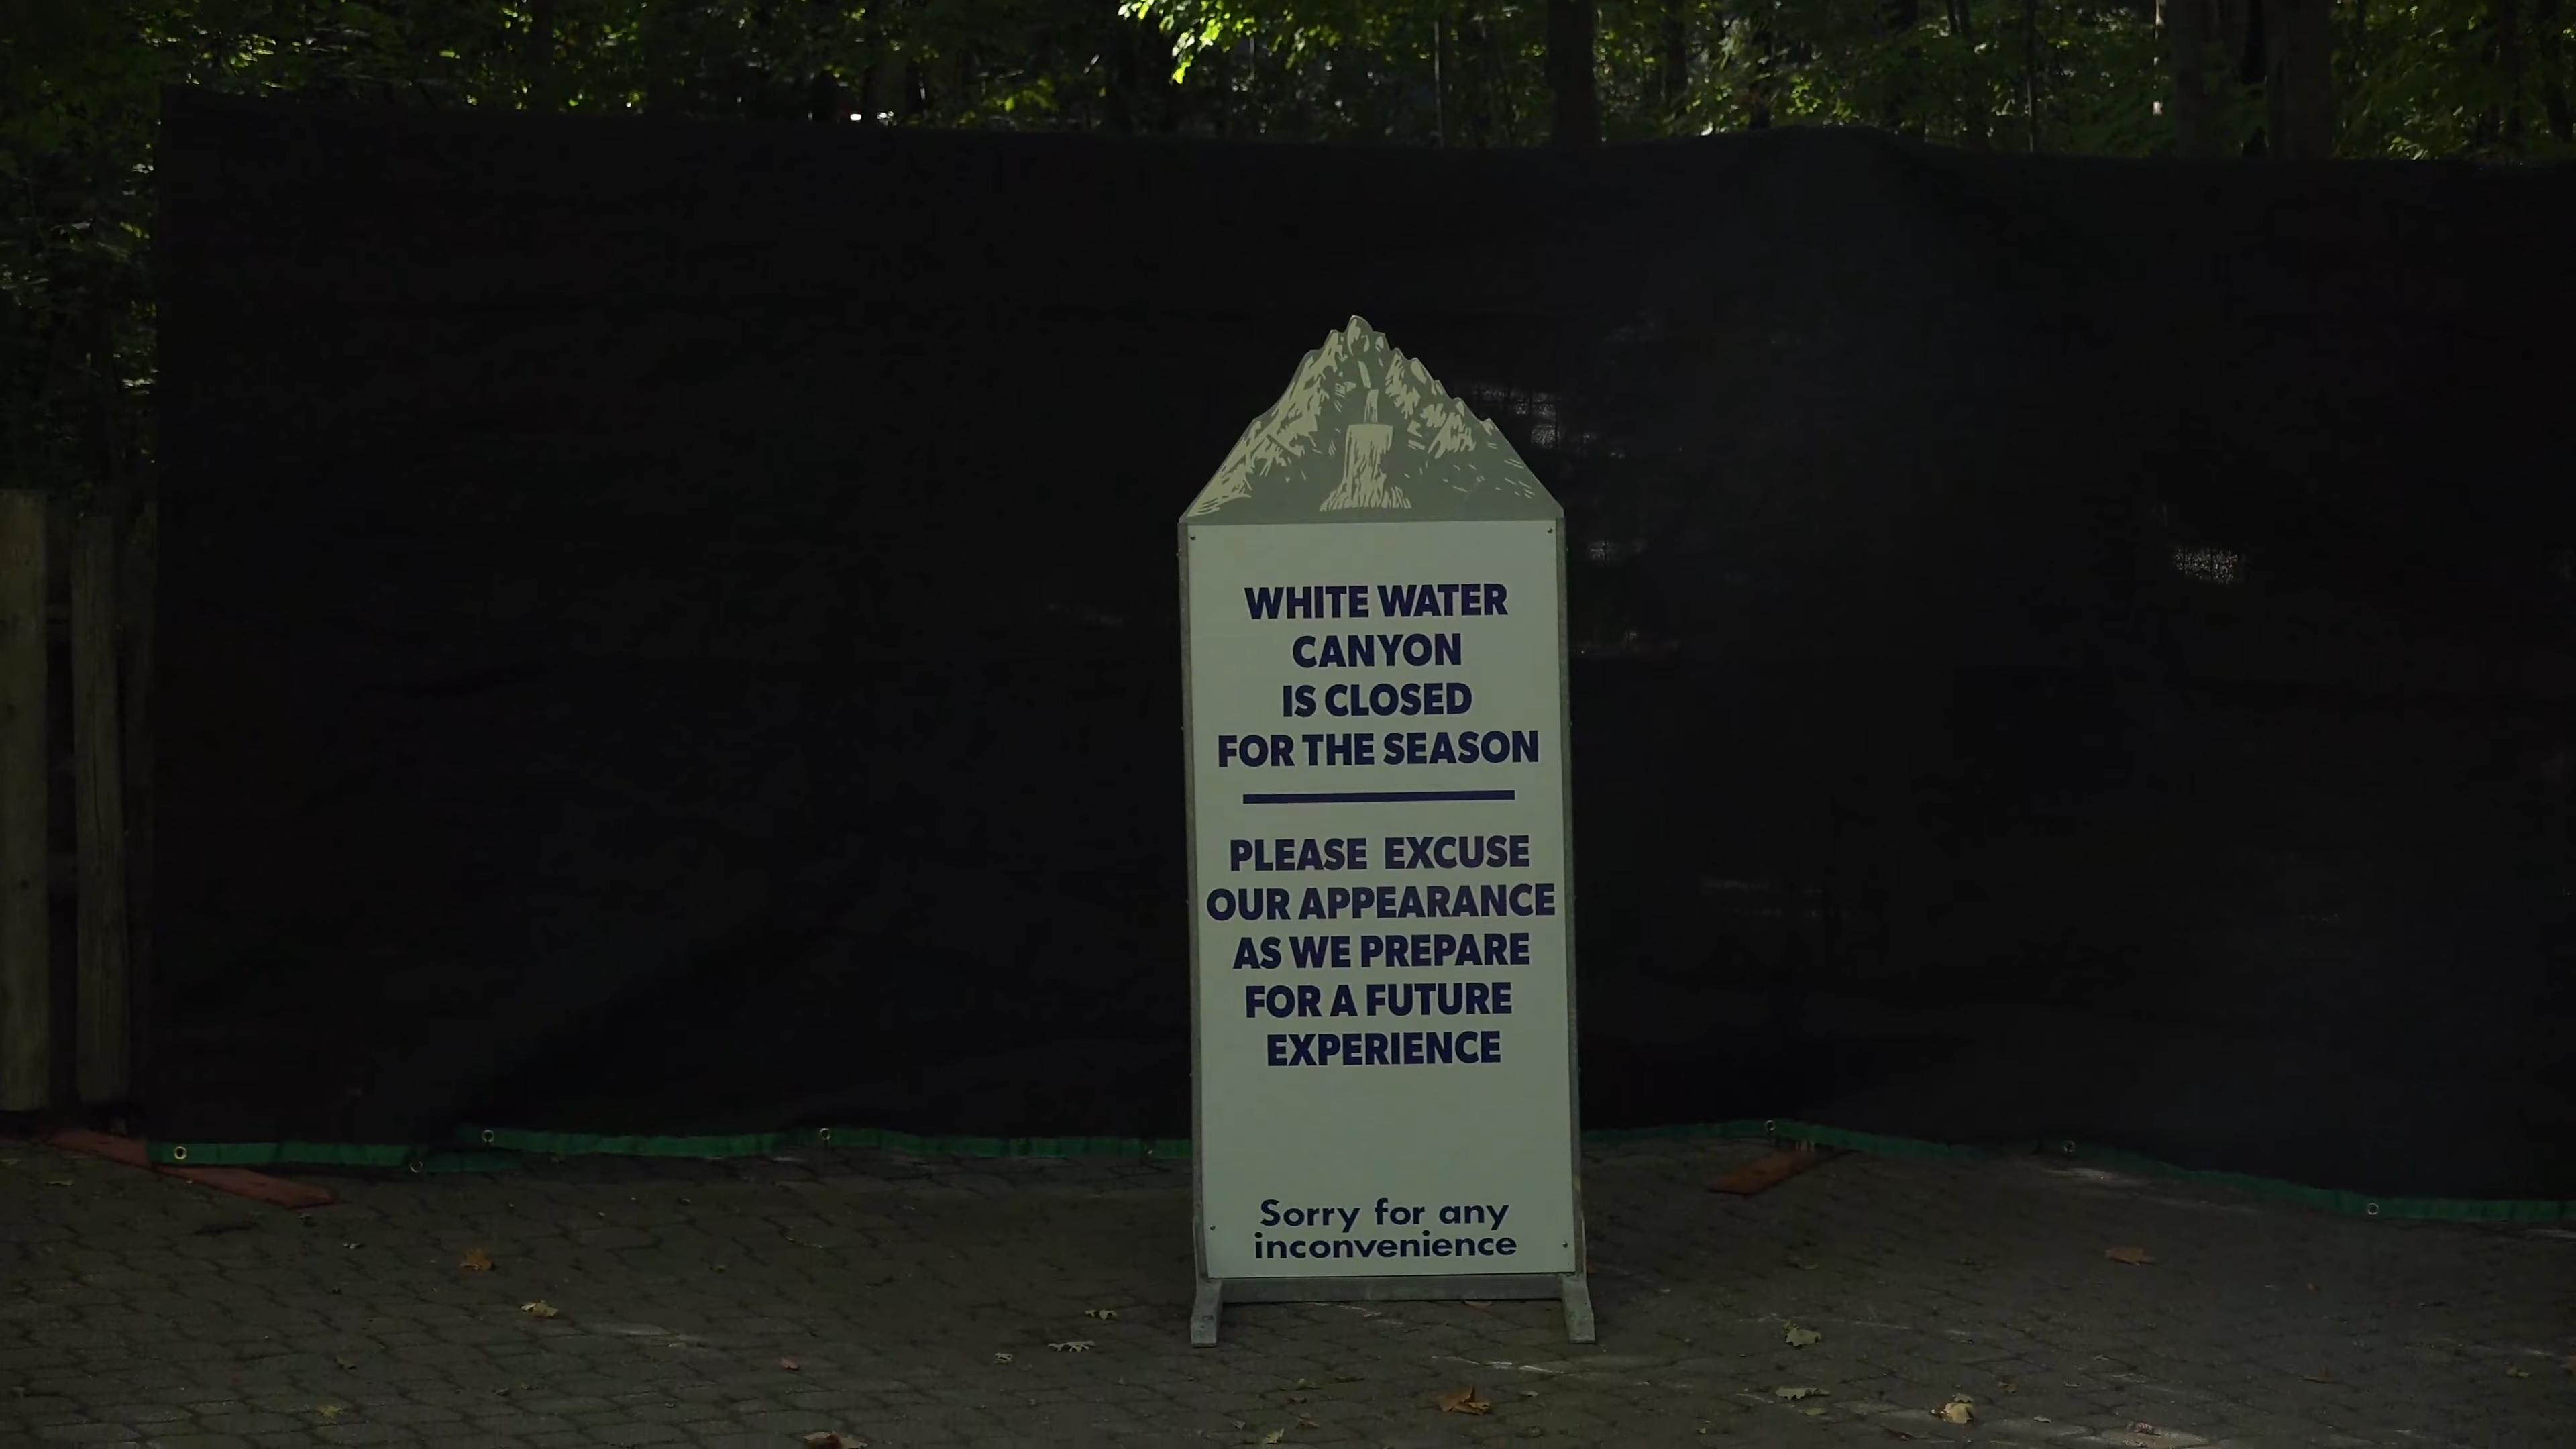 WHITE WATER
CANYON
IS CLOSED
FOR THE SEASON
PLEASE EXCUSE
OUR APPEARANCE
AS WE PREPARE
FOR A FUTURE
EXPERIENCE
Sorry for any
inconvenience